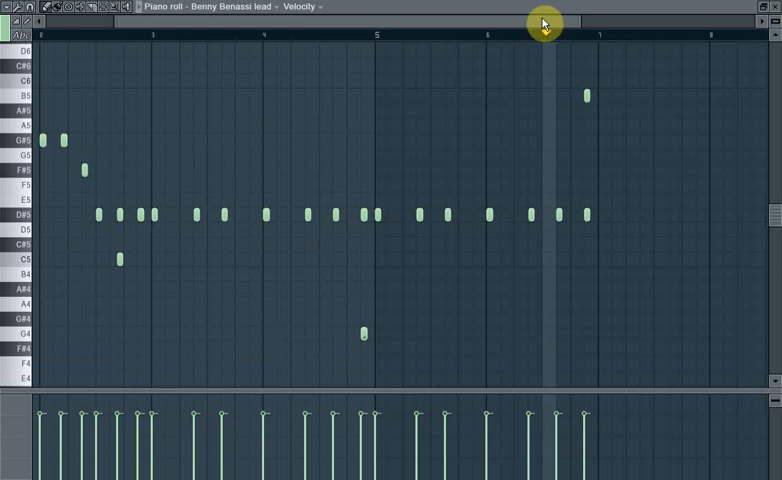 Piano roll - Benny Benassi lead - Velocity
Abc
2 3 4 5 6 7 8
D6
C#6
C6
B5
A#5
A5
G#5
G5
F#5
F5
E5
D#5
D5
C#5
C5
B4
A#4
A4
G#4
G4
F#4
F4
E4